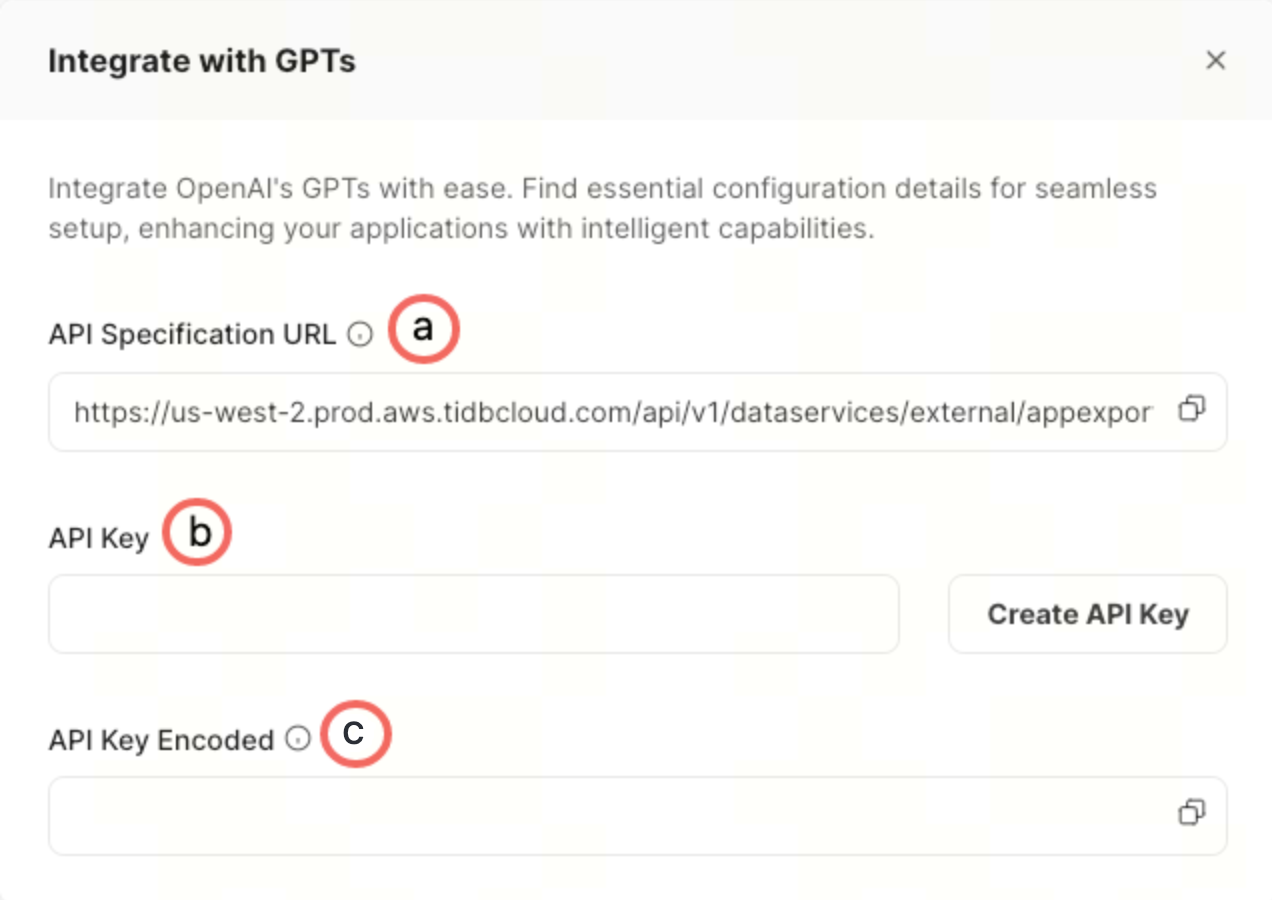 Integrate with GPTs
Integrate OpenAI's GPTs with ease. Find essential configuration details for seamless
setup, enhancing your applications with intelligent capabilities.
API Specification URL a
https://us-west-2.prod.aws.tidbcloud.com/api/v1/dataservices/external/appexpor
API Key b
Create API Key
API Key Encoded c